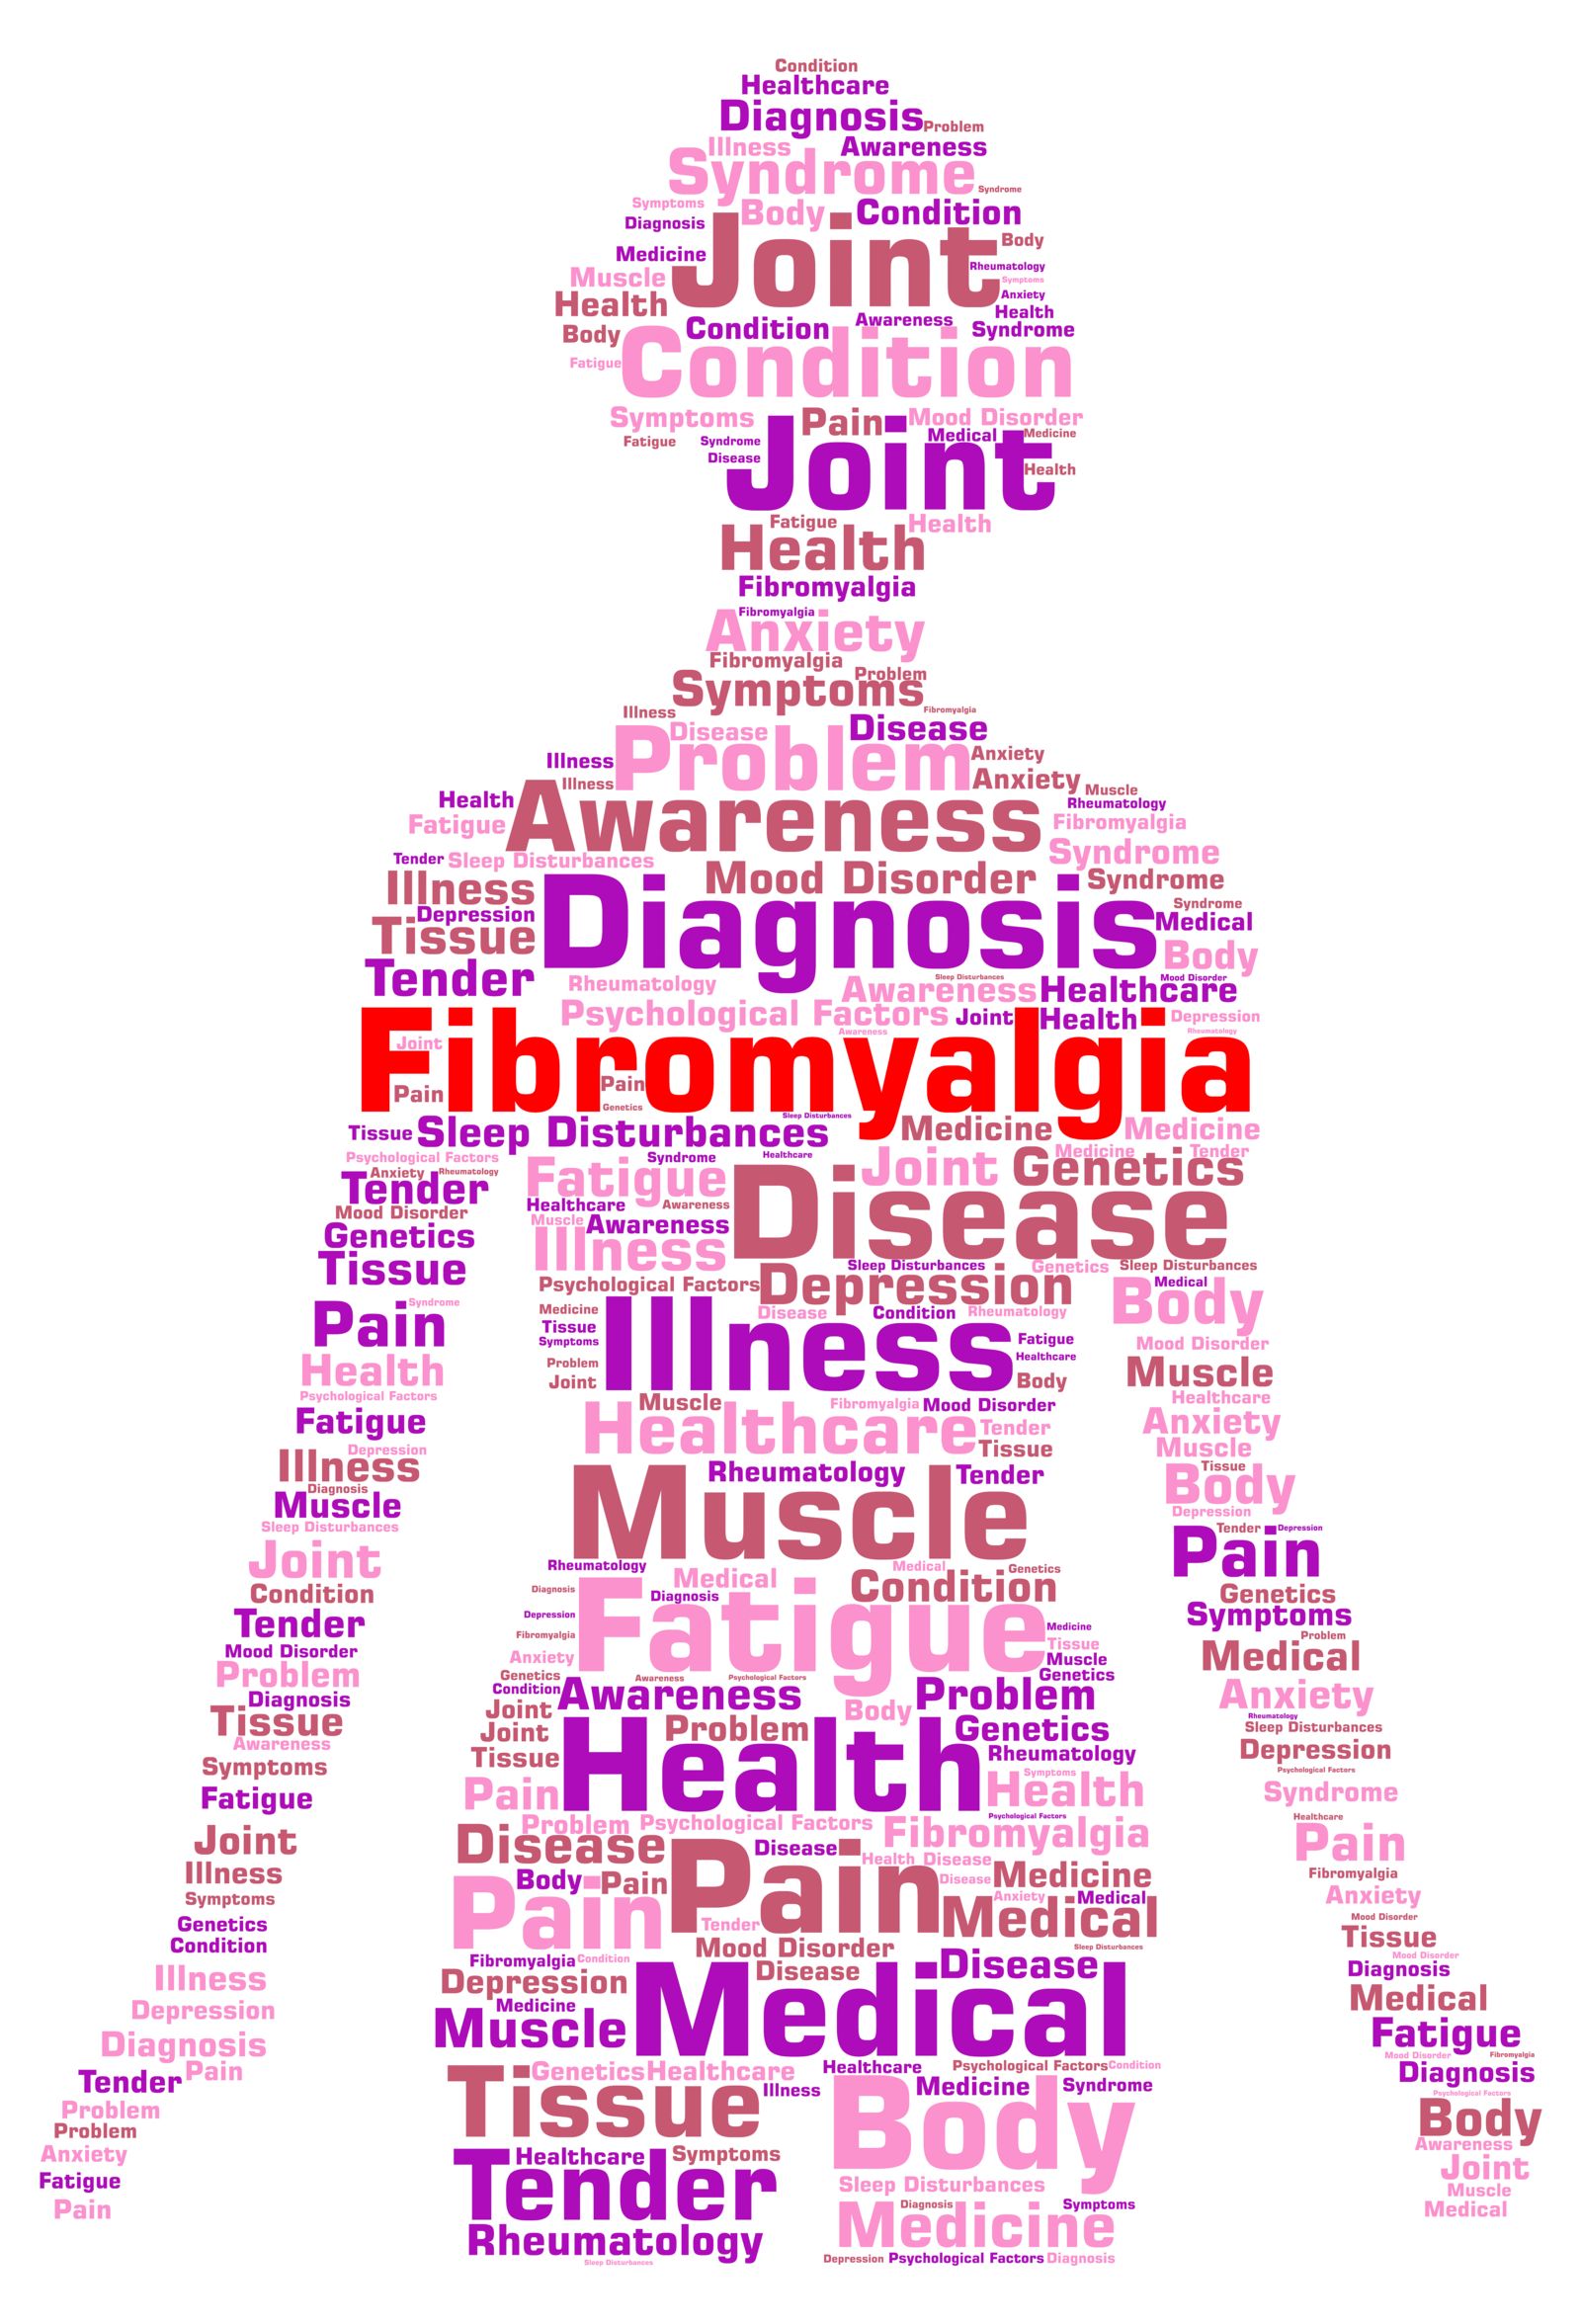 Condition
Healthcare
Diagnosis Problem
Illness Awareness
Syndrome Syndrome
Symptoms Body Condition
Diagnosis Joint Body
Medicine Rheumatology
Muscle Symptoms
Health Anxiety
Health
Body Condition Awareness Syndrome
Fatigue Condition
Symptoms Pain Mood Disorder
Fatigue Syndrome Medical Medicine
Disease Joint Health
Fatigue Health
Health
Fibromyalgia
Fibromyalgia
Anxiety
Fibromyalgia
Problem
Symptoms
Illness Fibromyalgia
Disease Disease
Illness Problem Anxiety
Illness Anxiety Muscle
Health Awareness Rheumatology
Fatigue Fibromyalgia
Tender Sleep Disturbances Syndrome
Illness Mood Disorder Syndrome
Depression Diagnosis Syndrome
Tissue Medical
Body
Tender Rheumatology Sleep Disturbances Mood Disorder
Awareness Healthcare
Psychological Factors Joint Health Depression
Awareness Rheumatology
Joint Fibromyalgia
Pain Pain
Genetics
Sleep Disturbances
Tissue Sleep Disturbances Medicine Medicine
Psychological Factors Syndrome Healthcare Medicine Tender
Anxiety Rheumatology Fatigue Joint Genetics
Tender
Mood Disorder Healthcare Awareness Disease
Muscle Awareness
Genetics Illness
Tissue Sleep Disturbances Genetics Sleep Disturbances
Psychological Factors Depression Medical
Syndrome Medicine Disease Condition Rheumatology Body
Pain Tissue Illness Fatigue
Symptoms Mood Disorder
Health Problem Healthcare Muscle
Joint Body
Psychological Factors Muscle Fibromyalgia Mood Disorder Healthcare
Fatigue Healthcare Tender Anxiety
Depression Tissue Muscle
Illness Rheumatology Tender Tissue
Diagnosis Body
Muscle Muscle Depression
Sleep Disturbances Tender Depression
Joint Rheumatology Medical Genetics Pain
Condition Diagnosis Medical Condition Genetics
Diagnosis
Tender Depression Fatigue Medicine Symptoms
Mood Disorder Fibromyalgia Tissue Problem
Problem Anxiety Muscle Medical
Genetics Awareness Psychological Factors Genetics
Diagnosis Condition Awareness Body Problem Anxiety
Tissue Joint Rheumatology
Awareness Joint Problem Genetics Sleep Disturbances
Symptoms Tissue Health Rheumatology Depression
Symptoms Psychological Factors
Fatigue Pain Health Syndrome
Problem Psychological Factors Psychological Factors Healthcare
Joint Disease Disease Fibromyalgia Pain
Illness Health Disease Fibromyalgia
Body Pain Pain Disease Medicine
Symptoms Pain Anxiety Medical Anxiety
Genetics Tender Medical Mood Disorder
Condition Mood Disorder Sleep Disturbances Tissue
Fibromyalgia Condition Mood Disorder
Illness Depression Disease Disease Diagnosis
Depression Medicine Medical Medical
Muscle Fatigue
Diagnosis Mood Disorder Fibromyalgia
Pain Genetics Healthcare Healthcare Psychological Factors Condition Diagnosis
Tender Illness Medicine Syndrome Psychological Factors
Problem Tissue Body Body
Problem Awareness
Anxiety Healthcare Symptoms Joint
Fatigue Tender Sleep Disturbances Muscle
Pain Diagnosis Symptoms Medical
Medicine
Rheumatology
Sleep Disturbances Depression Psychological Factors Diagnosis